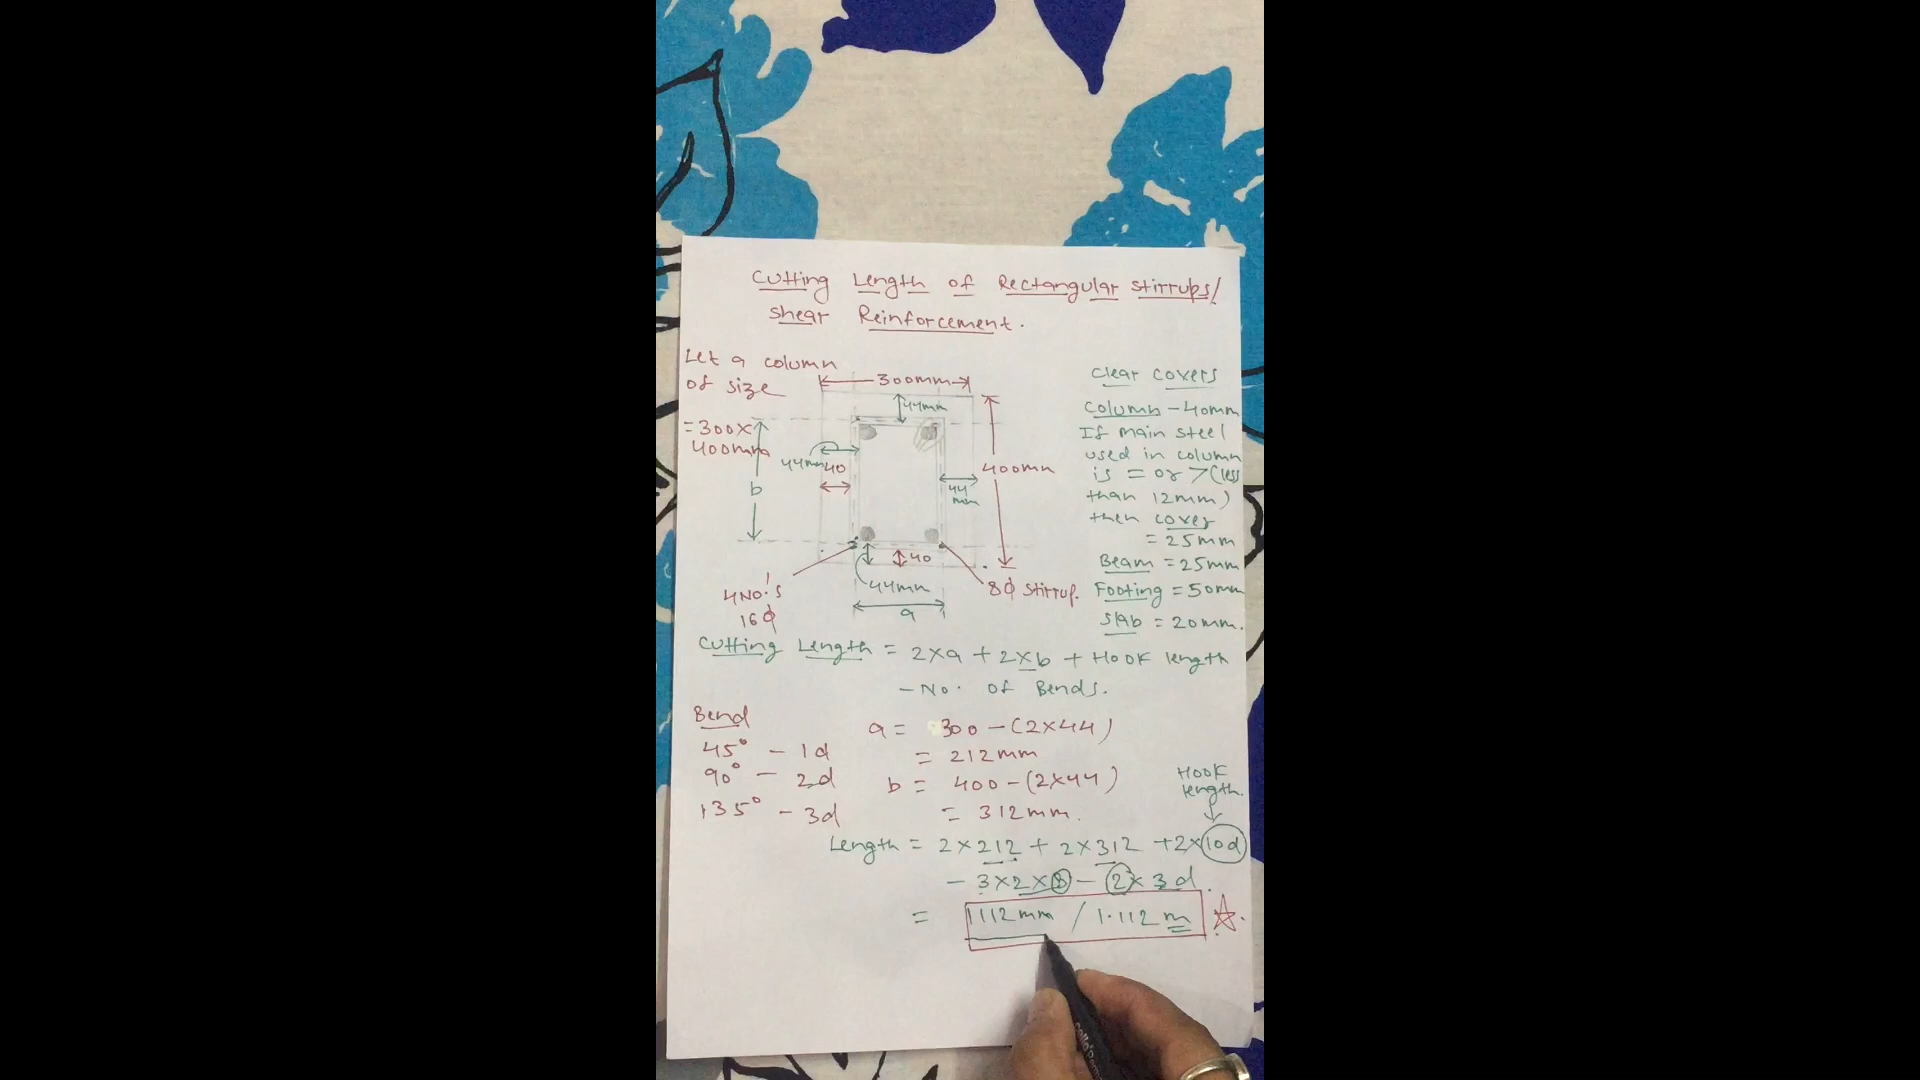 Cutting Length of Rectangular Stirrups/
Shear Reinforcement.
Let a column
of size
=300x
400mm
300mm
44mm
44mm
40
b
400mm
44
mm
40
44mm
a
4No.'s
16ϕ
8ϕ Stirrup.
Clear Covers
Column - 40mm
If main steel
used in column
is = or > (less
than 12mm)
then cover
= 25mm
Beam = 25mm
Footing = 50mm
Slab = 20mm.
Cutting Length = 2xa + 2xb + Hook length
- No. of Bends.
Bend
45° - 1d
90° - 2d
135° - 3d
a = 300 - (2x44)
= 212mm
b = 400 - (2x44)
= 312mm.
Hook
length.
Length = 2x212 + 2x312 + 2x10d
- 3x2x8 - 2x3d.
= 1112mm / 1.112 m